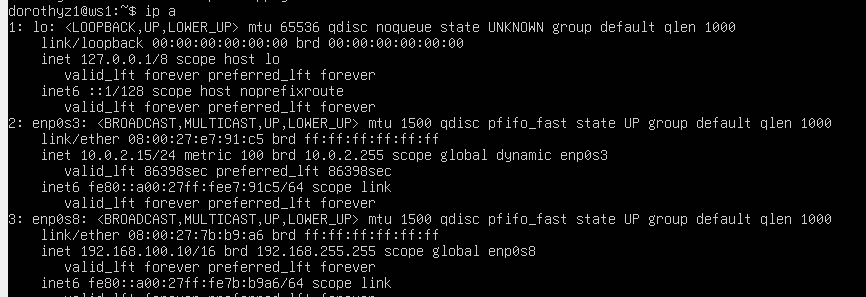 dorothyz1@ws1:~$ ip a
1: lo: <LOOPBACK,UP,LOWER_UP> mtu 65536 qdisc noqueue state UNKNOWN group default qlen 1000
    link/loopback 00:00:00:00:00:00 brd 00:00:00:00:00:00
    inet 127.0.0.1/8 scope host lo
       valid_lft forever preferred_lft forever
    inet6 ::1/128 scope host noprefixroute
       valid_lft forever preferred_lft forever
2: enp0s3: <BROADCAST,MULTICAST,UP,LOWER_UP> mtu 1500 qdisc pfifo_fast state UP group default qlen 1000
    link/ether 08:00:27:e7:91:c5 brd ff:ff:ff:ff:ff:ff
    inet 10.0.2.15/24 metric 100 brd 10.0.2.255 scope global dynamic enp0s3
       valid_lft 86398sec preferred_lft 86398sec
    inet6 fe80::a00:27ff:fee7:91c5/64 scope link
       valid_lft forever preferred_lft forever
3: enp0s8: <BROADCAST,MULTICAST,UP,LOWER_UP> mtu 1500 qdisc pfifo_fast state UP group default qlen 1000
    link/ether 08:00:27:7b:b9:a6 brd ff:ff:ff:ff:ff:ff
    inet 192.168.100.10/16 brd 192.168.255.255 scope global enp0s8
       valid_lft forever preferred_lft forever
    inet6 fe80::a00:27ff:fe7b:b9a6/64 scope link
       valid_lft forever preferred_lft forever